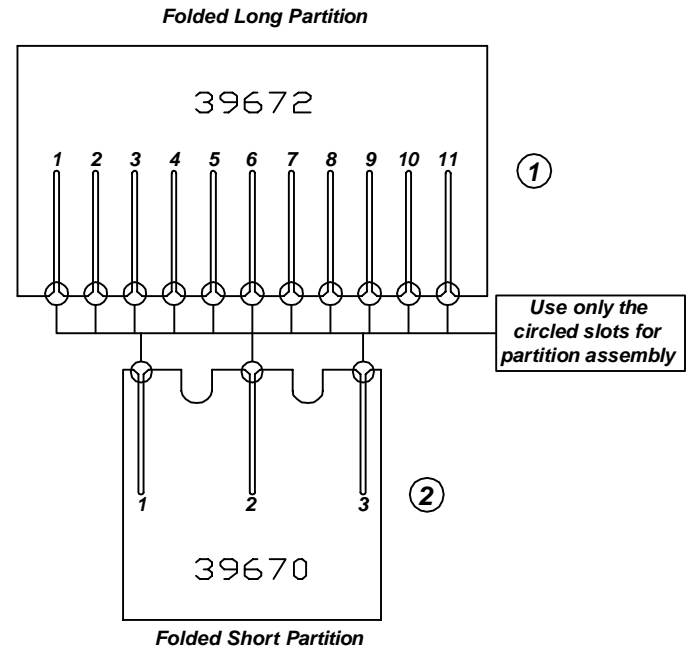 Folded Long Partition
39672
1 2 3 4 5 6 7 8 9 10 11
1
Use only the
circled slots for
partition assembly
1 2 3
2
39670
Folded Short Partition